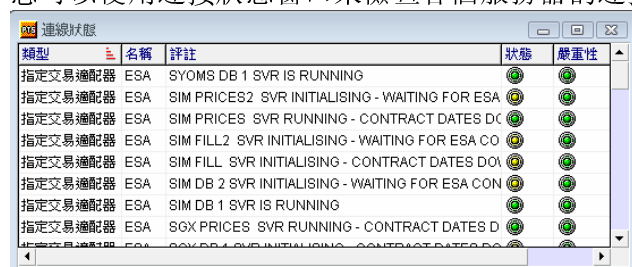 連線狀態
類型 名稱 評註 狀態 嚴重性
指定交易適配器 ESA SYOMS DB 1 SVR IS RUNNING
指定交易適配器 ESA SIM PRICES2 SVR INITIALISING - WAITING FOR ESA
指定交易適配器 ESA SIM PRICES SVR RUNNING - CONTRACT DATES DO
指定交易適配器 ESA SIM FILL2 SVR INITIALISING - WAITING FOR ESA CO
指定交易適配器 ESA SIM FILL SVR INITIALISING - CONTRACT DATES DOW
指定交易適配器 ESA SIM DB 2 SVR INITIALISING - WAITING FOR ESA CON
指定交易適配器 ESA SIM DB 1 SVR IS RUNNING
指定交易適配器 ESA SGX PRICES SVR RUNNING - CONTRACT DATES D